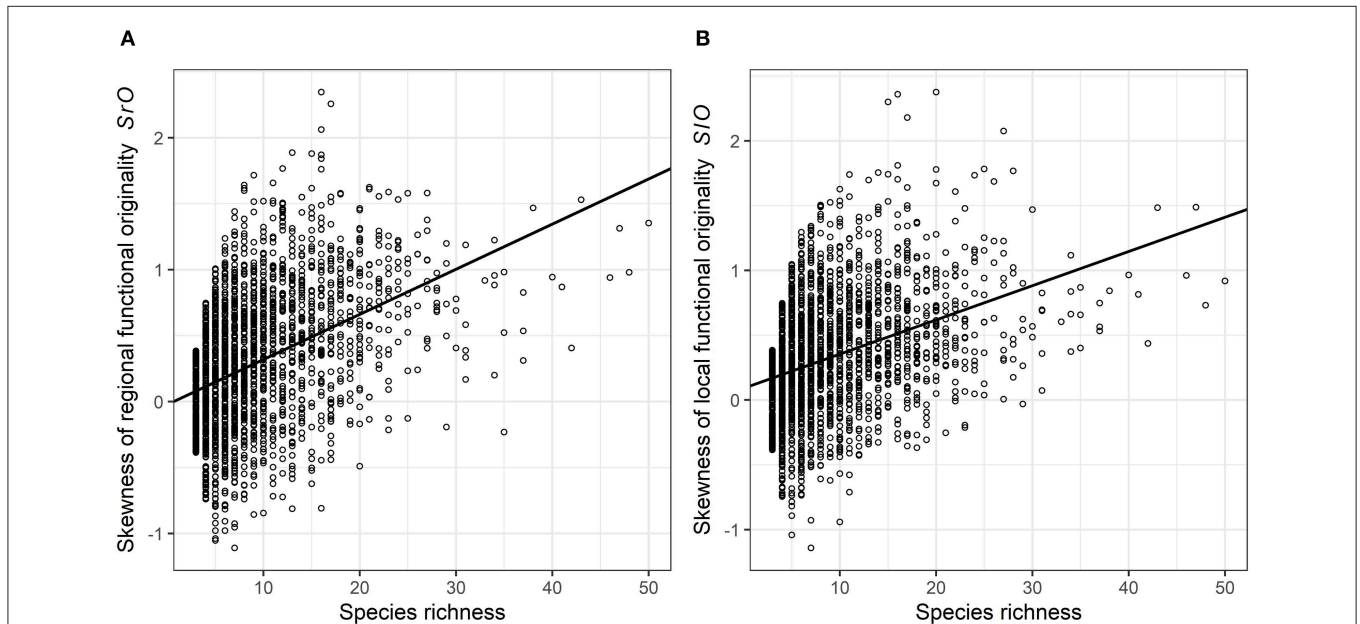 A
B
Skewness of regional functional originality SrO
2
1
0
-1
10 20 30 40 50
Species richness
Skewness of local functional originality SlO
2
1
0
-1
10 20 30 40 50
Species richness